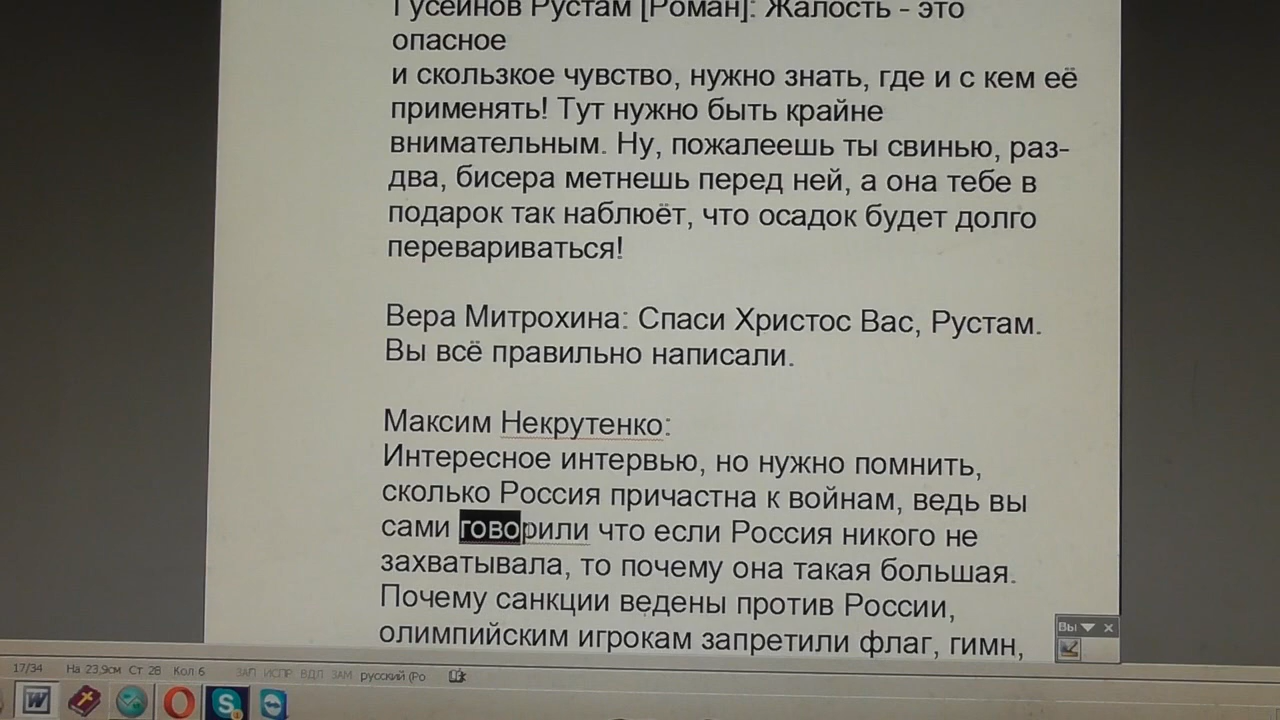 Гусейнов Рустам [Роман]: Жалость - это
опасное
и скользкое чувство, нужно знать, где и с кем её
применять! Тут нужно быть крайне
внимательным. Ну, пожалеешь ты свинью, раз-
два, бисера метнешь перед ней, а она тебе в
подарок так наблюёт, что осадок будет долго
перевариваться!
Вера Митрохина: Спаси Христос Вас, Рустам.
Вы всё правильно написали.
Максим Некрутенко:
Интересное интервью, но нужно помнить,
сколько Россия причастна к войнам, ведь вы
сами говорили что если Россия никого не
захватывала, то почему она такая большая.
Почему санкции ведены против России,
олимпийским игрокам запретили флаг, гимн,
Вы
17/34 На 23,9см Ст 28 Кол 6 ЗАП ИСПР ВДЛ ЗАМ русский (Ро